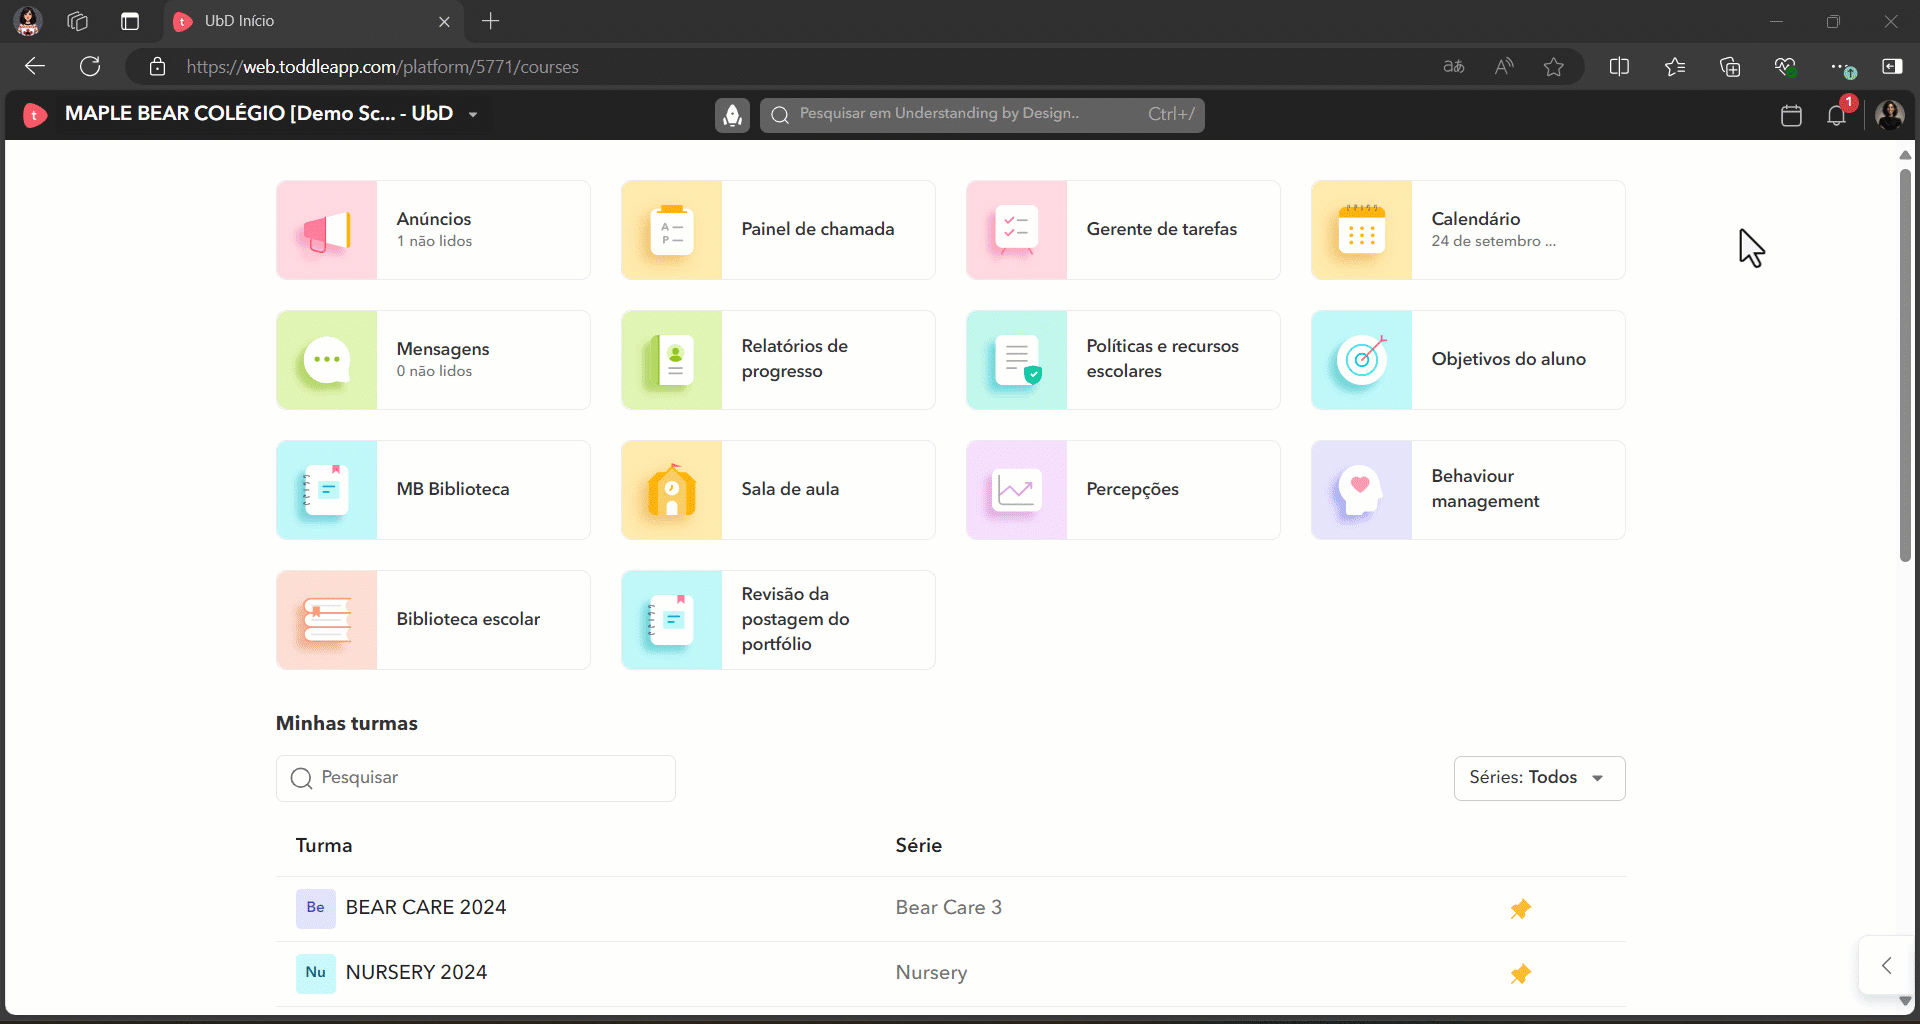 UbD Início
https://web.toddleapp.com/platform/5771/courses
aあ
A
t
MAPLE BEAR COLÉGIO [Demo Sc... - UbD
Pesquisar em Understanding by Design..
Ctrl+/
1
Anúncios
1 não lidos
Painel de chamada
Gerente de tarefas
Calendário
24 de setembro ...
Mensagens
0 não lidos
Relatórios de
progresso
Políticas e recursos
escolares
Objetivos do aluno
MB Biblioteca
Sala de aula
Percepções
Behaviour
management
Biblioteca escolar
Revisão da
postagem do
portfólio
Minhas turmas
Pesquisar
Séries: Todos
Turma
Série
Be
BEAR CARE 2024
Bear Care 3
Nu
NURSERY 2024
Nursery